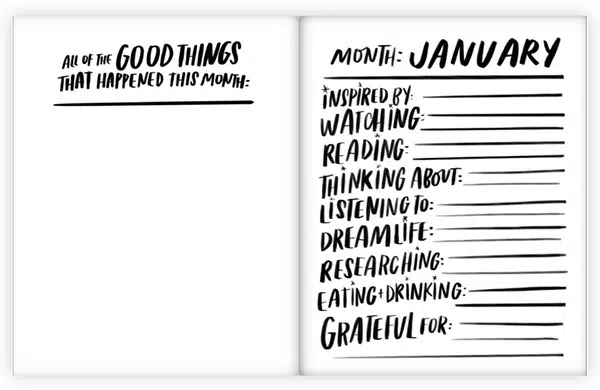 ALL OF THE GOOD THINGS
THAT HAPPENED THIS MONTH:
MONTH: JANUARY
INSPIRED BY:
WATCHING:
READING:
THINKING ABOUT:
LISTENING TO:
DREAMLIFE:
RESEARCHING:
EATING+DRINKING:
GRATEFUL FOR: